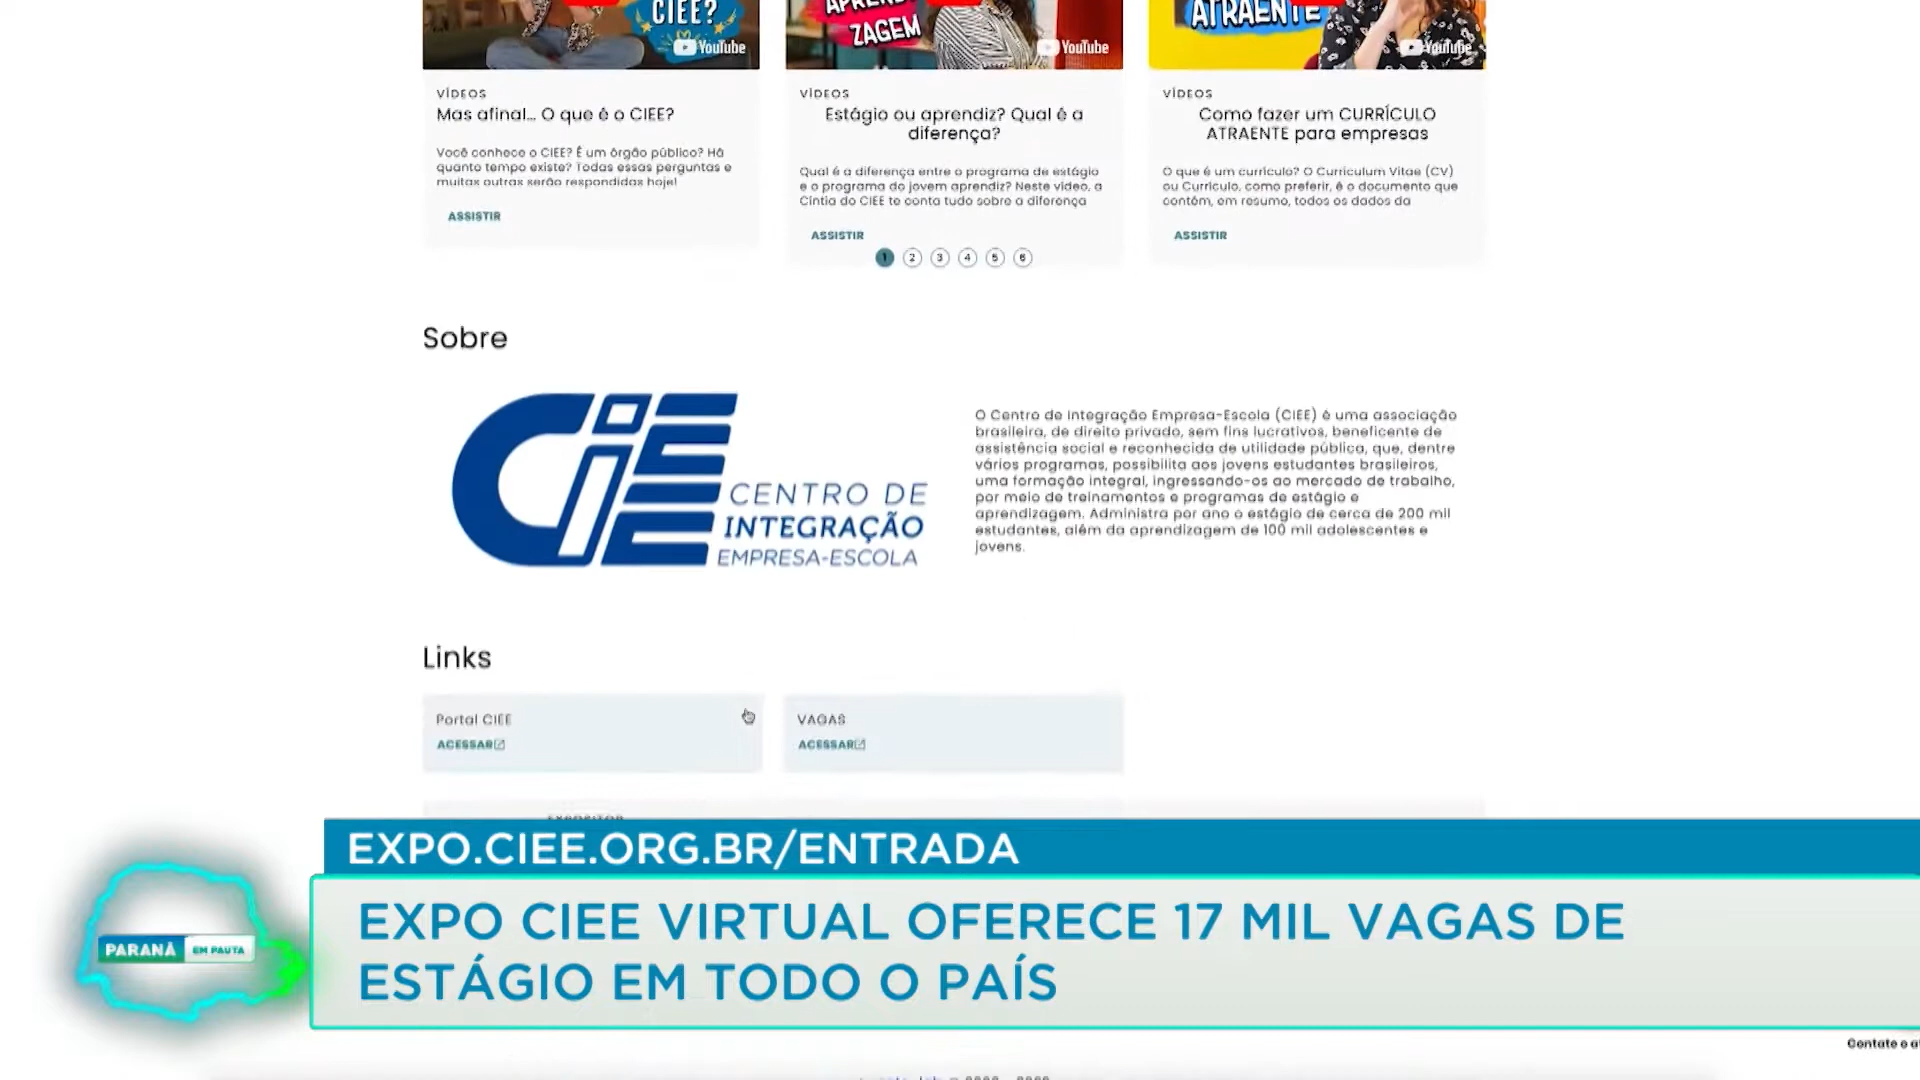 CIEE?
ZAGEM
ATRAENTE
YouTube
YouTube
YouTube
VÍDEOS
Mas afinal... O que é o CIEE?
Você conhece o CIEE? É um órgão público? Há
quanto tempo existe? Todas essas perguntas e
muitas outras serão respondidas hoje!
ASSISTIR
VÍDEOS
Estágio ou aprendiz? Qual é a
diferença?
Qual é a diferença entre o programa de estágio
e o programa do jovem aprendiz? Neste vídeo, a
Cíntia do CIEE te conta tudo sobre a diferença
ASSISTIR
VÍDEOS
Como fazer um CURRÍCULO
ATRAENTE para empresas
O que é um currículo? O Curriculum Vitae (CV)
ou Currículo, como preferir, é o documento que
contém, em resumo, todos os dados da
ASSISTIR
1 2 3 4 5 6
Sobre
CIEE
CENTRO DE
INTEGRAÇÃO
EMPRESA-ESCOLA
O Centro de Integração Empresa-Escola (CIEE) é uma associação
brasileira, de direito privado, sem fins lucrativos, beneficente de
assistência social e reconhecida de utilidade pública, que, dentre
vários programas, possibilita aos jovens estudantes brasileiros,
uma formação integral, ingressando-os ao mercado de trabalho,
por meio de treinamentos e programas de estágio e
aprendizagem. Administra por ano o estágio de cerca de 200 mil
estudantes, além da aprendizagem de 100 mil adolescentes e
jovens.
Links
Portal CIEE
ACESSAR
VAGAS
ACESSAR
EXPO.CIEE.ORG.BR/ENTRADA
EXPO CIEE VIRTUAL OFERECE 17 MIL VAGAS DE
ESTÁGIO EM TODO O PAÍS
PARANÁ EM PAUTA
Contate o